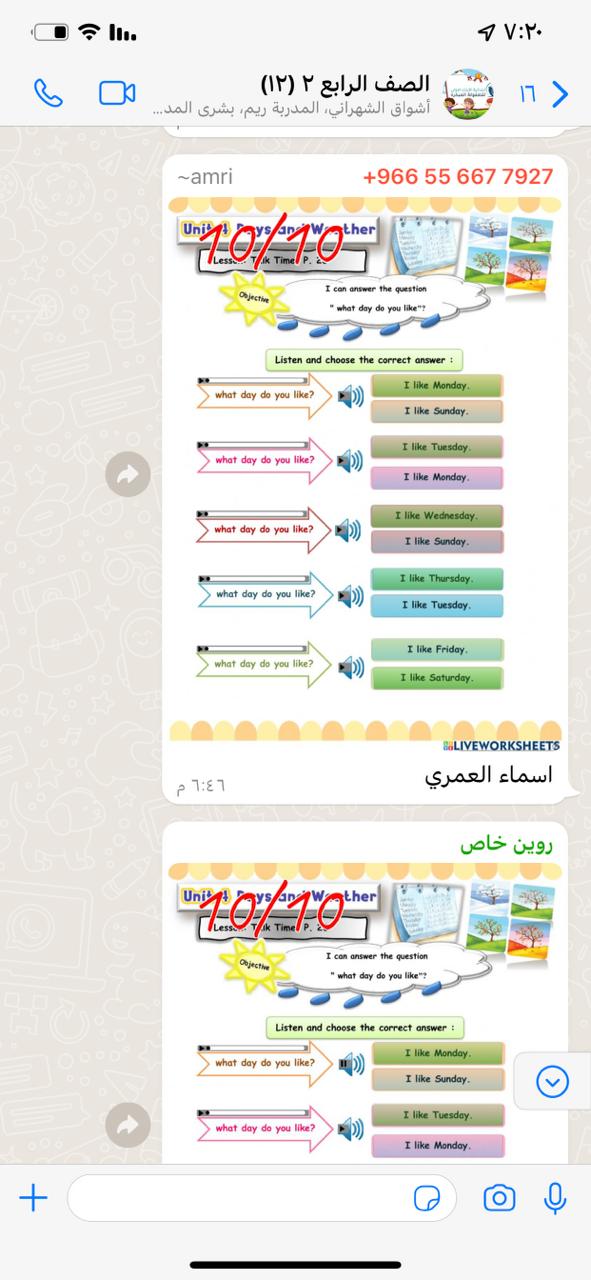 ٧:٢٠
١٦
الصف الرابع ٢ (١٢)
أشواق الشهراني، المدربة ريم، بشرى المد...
~amri
+966 55 667 7927
Unit 4 Days and Weather
10/10
Lesson: Talk Time P. 2
Objective
I can answer the question
" what day do you like"?
Listen and choose the correct answer :
what day do you like?
I like Monday.
I like Sunday.
what day do you like?
I like Tuesday.
I like Monday.
what day do you like?
I like Wednesday.
I like Sunday.
what day do you like?
I like Thursday.
I like Tuesday.
what day do you like?
I like Friday.
I like Saturday.
LIVEWORKSHEETS
اسماء العمري
٦:٤٦ م
روين خاص
Unit 4 Days and Weather
10/10
Lesson: Talk Time P. 2
Objective
I can answer the question
" what day do you like"?
Listen and choose the correct answer :
what day do you like?
I like Monday.
I like Sunday.
what day do you like?
I like Tuesday.
I like Monday.